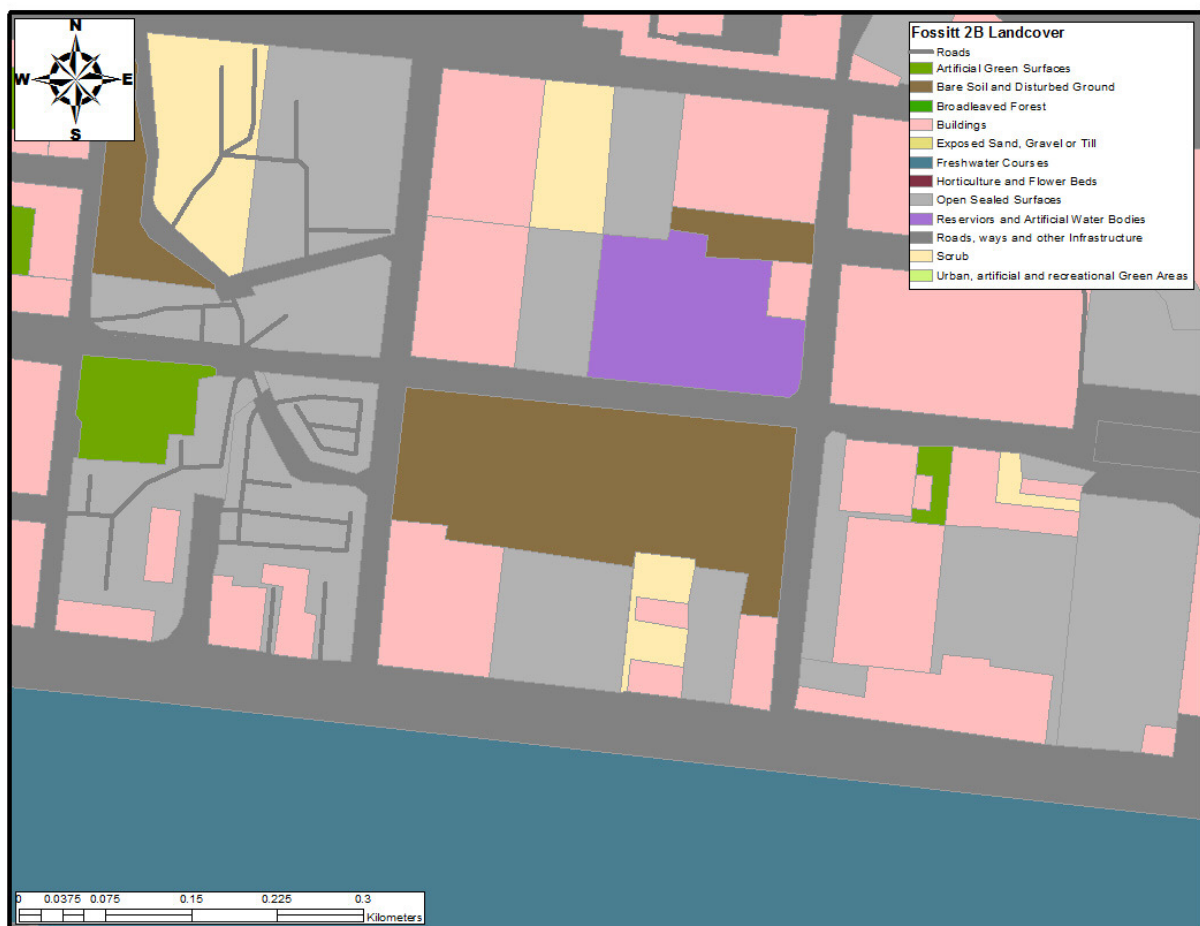 N
W E
S
Fossitt 2B Landcover
Roads
Artificial Green Surfaces
Bare Soil and Disturbed Ground
Broadleaved Forest
Buildings
Exposed Sand, Gravel or Till
Freshwater Courses
Horticulture and Flower Beds
Open Sealed Surfaces
Reserviors and Artificial Water Bodies
Roads, ways and other Infrastructure
Scrub
Urban, artificial and recreational Green Areas
0 0.0375 0.075 0.15 0.225 0.3
Kilometers